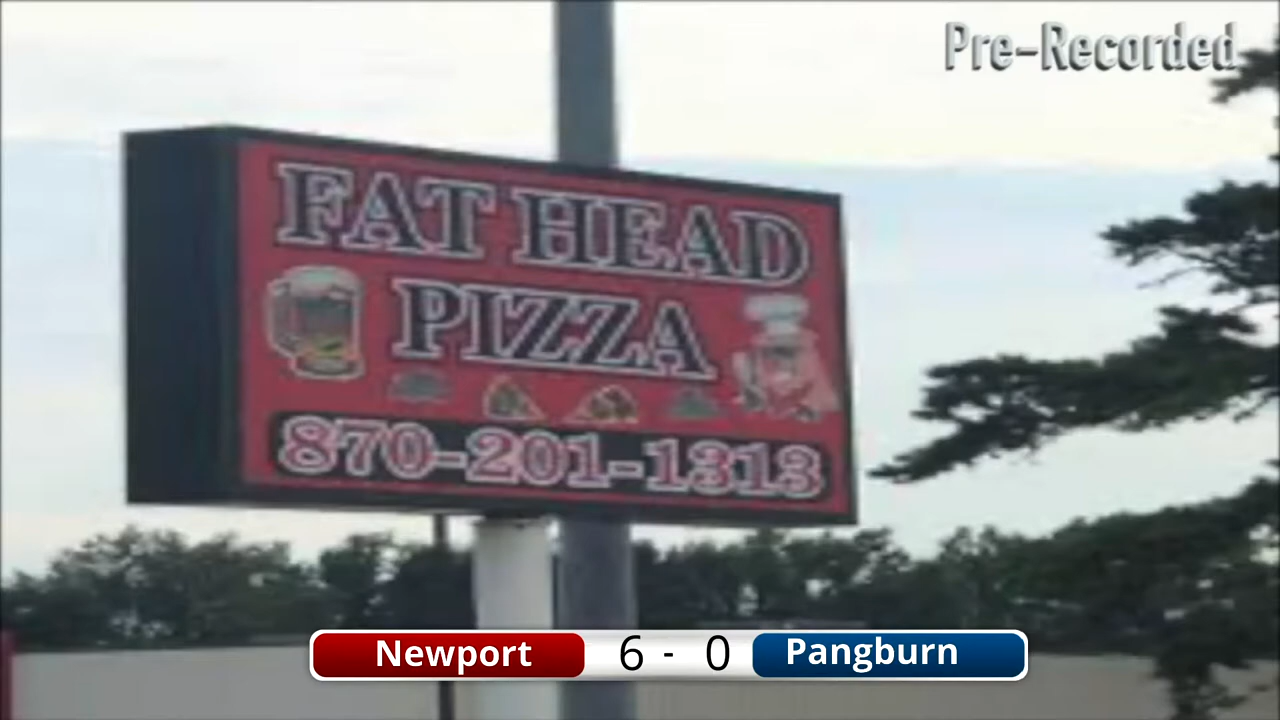 Pre-Recorded
FAT HEAD
PIZZA
870-201-1313
Newport 6 - 0 Pangburn